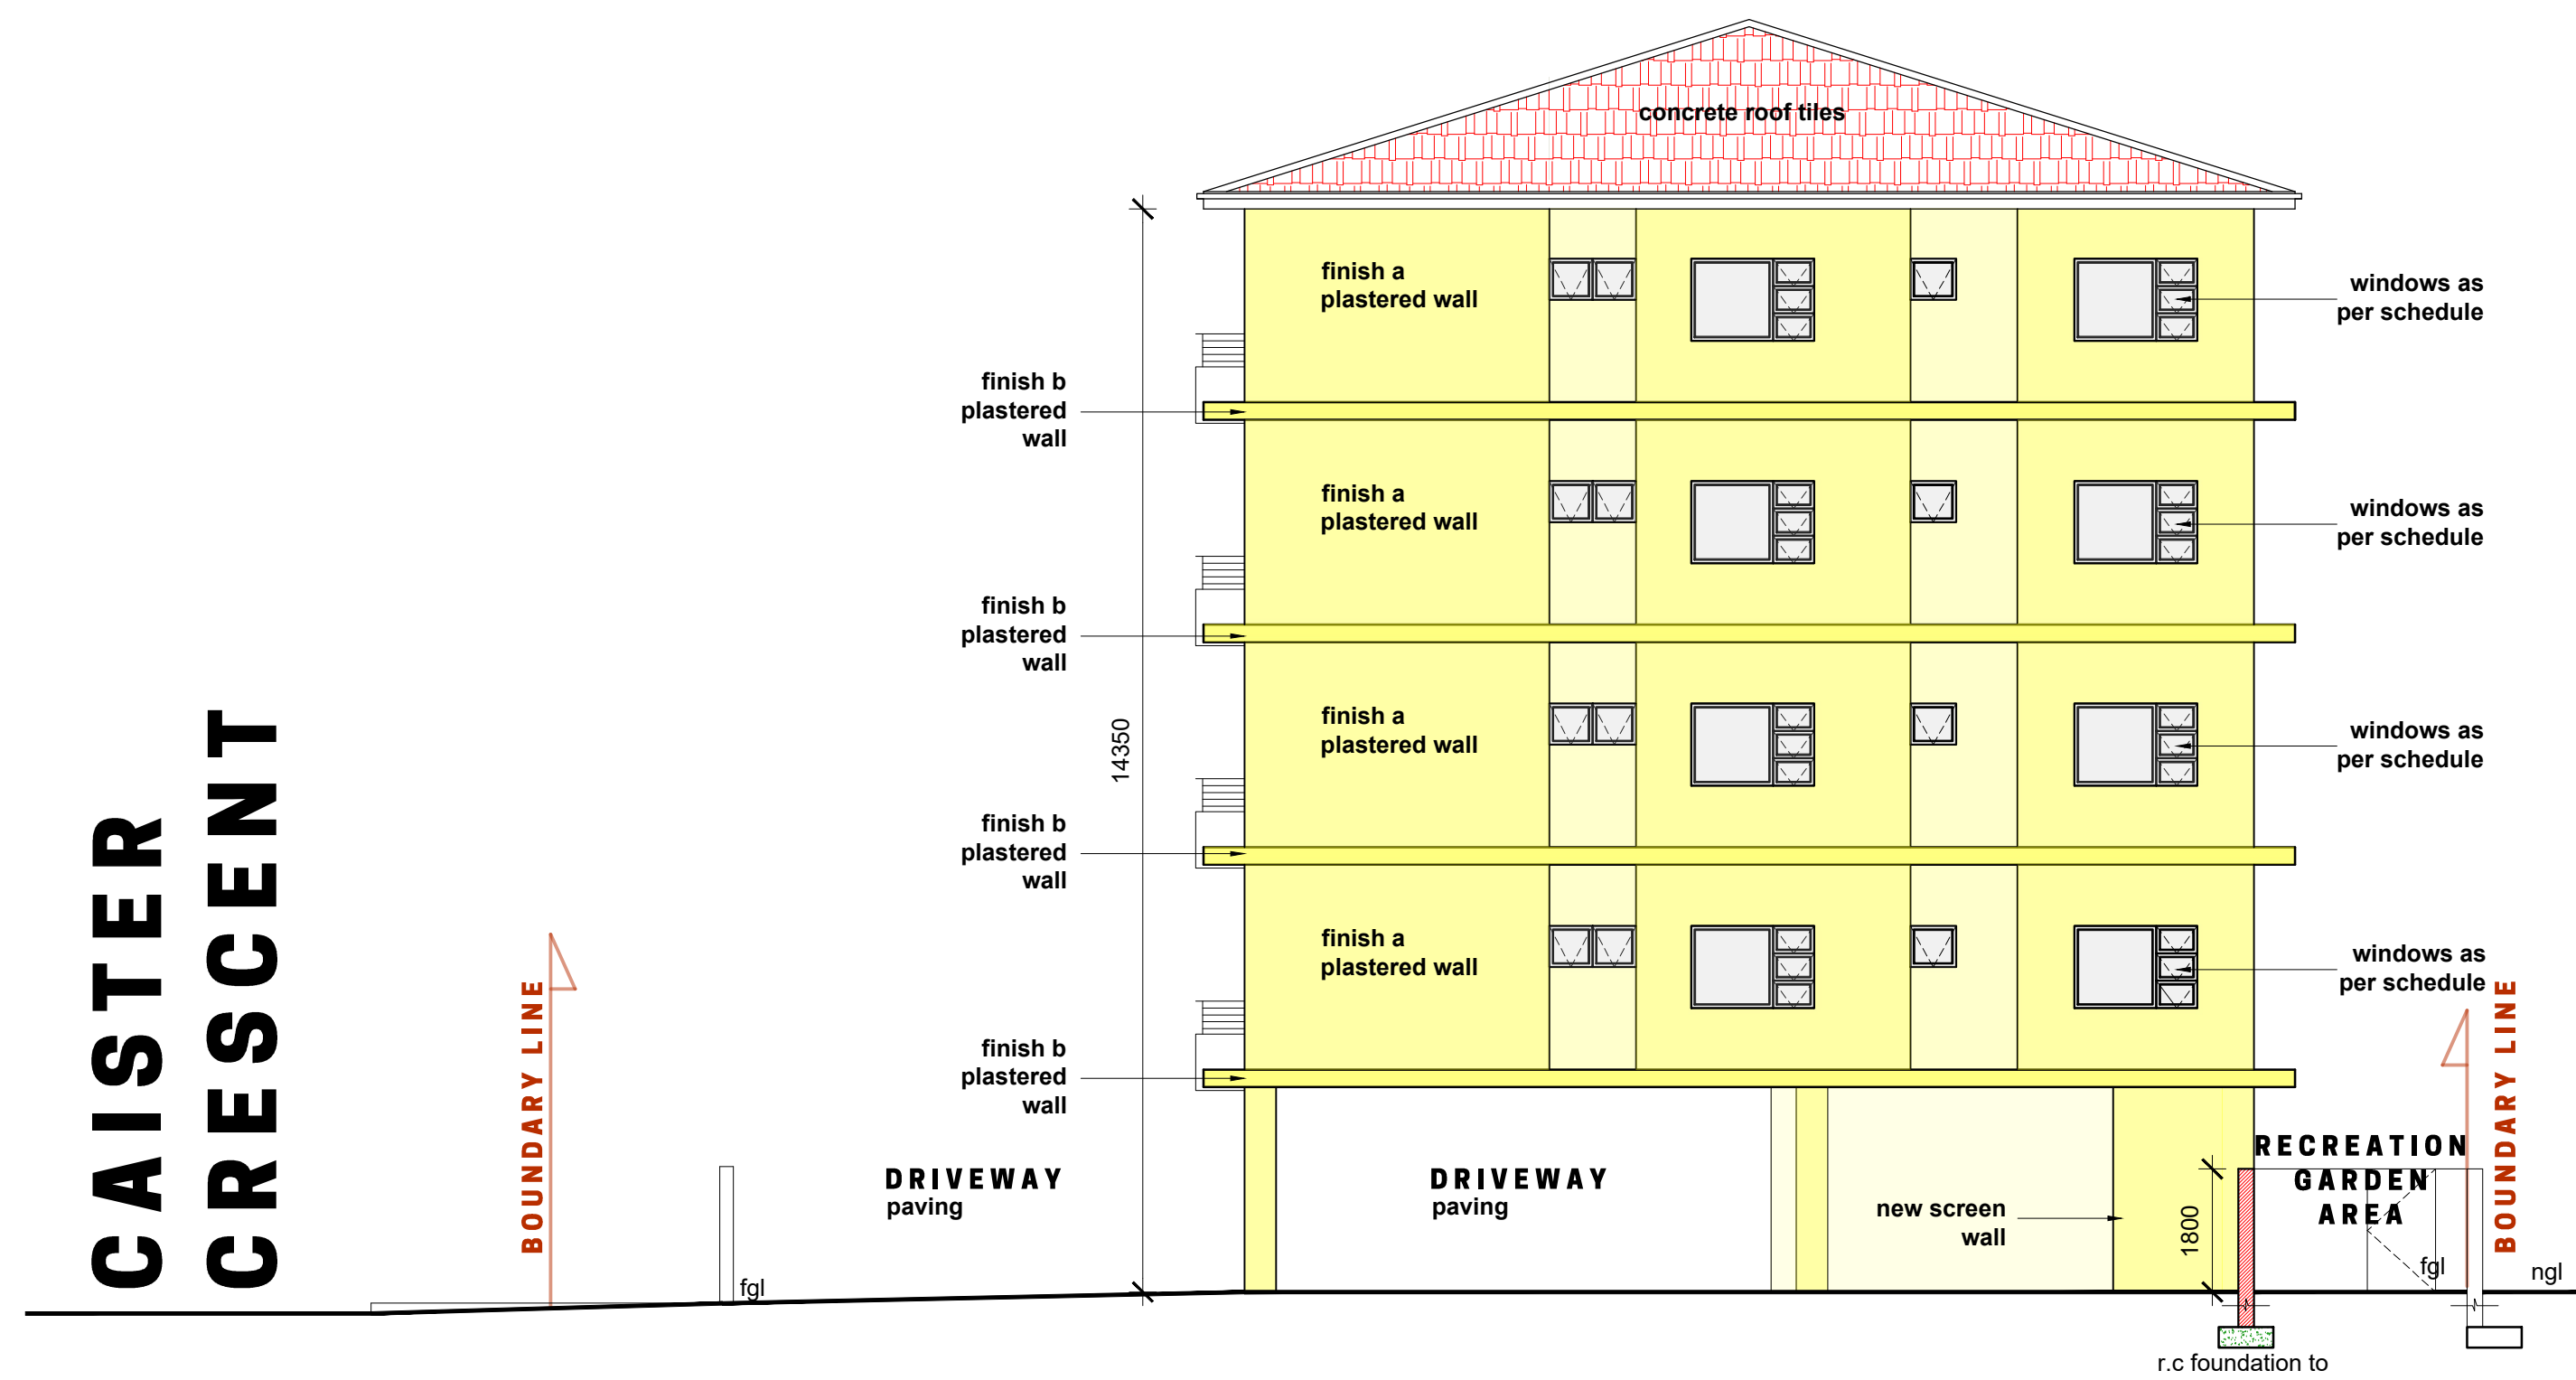 concrete roof tiles
finish a
plastered wall
windows as
per schedule
finish b
plastered
wall
finish a
plastered wall
windows as
per schedule
finish b
plastered
wall
finish a
plastered wall
windows as
per schedule
14350
finish b
plastered
wall
finish a
plastered wall
windows as
per schedule
finish b
plastered
wall
CAISTER
CRESCENT
BOUNDARY LINE
fgl
DRIVEWAY
paving
DRIVEWAY
paving
new screen
wall
1800
RECREATION
GARDEN
AREA
fgl
BOUNDARY LINE
ngl
r.c foundation to